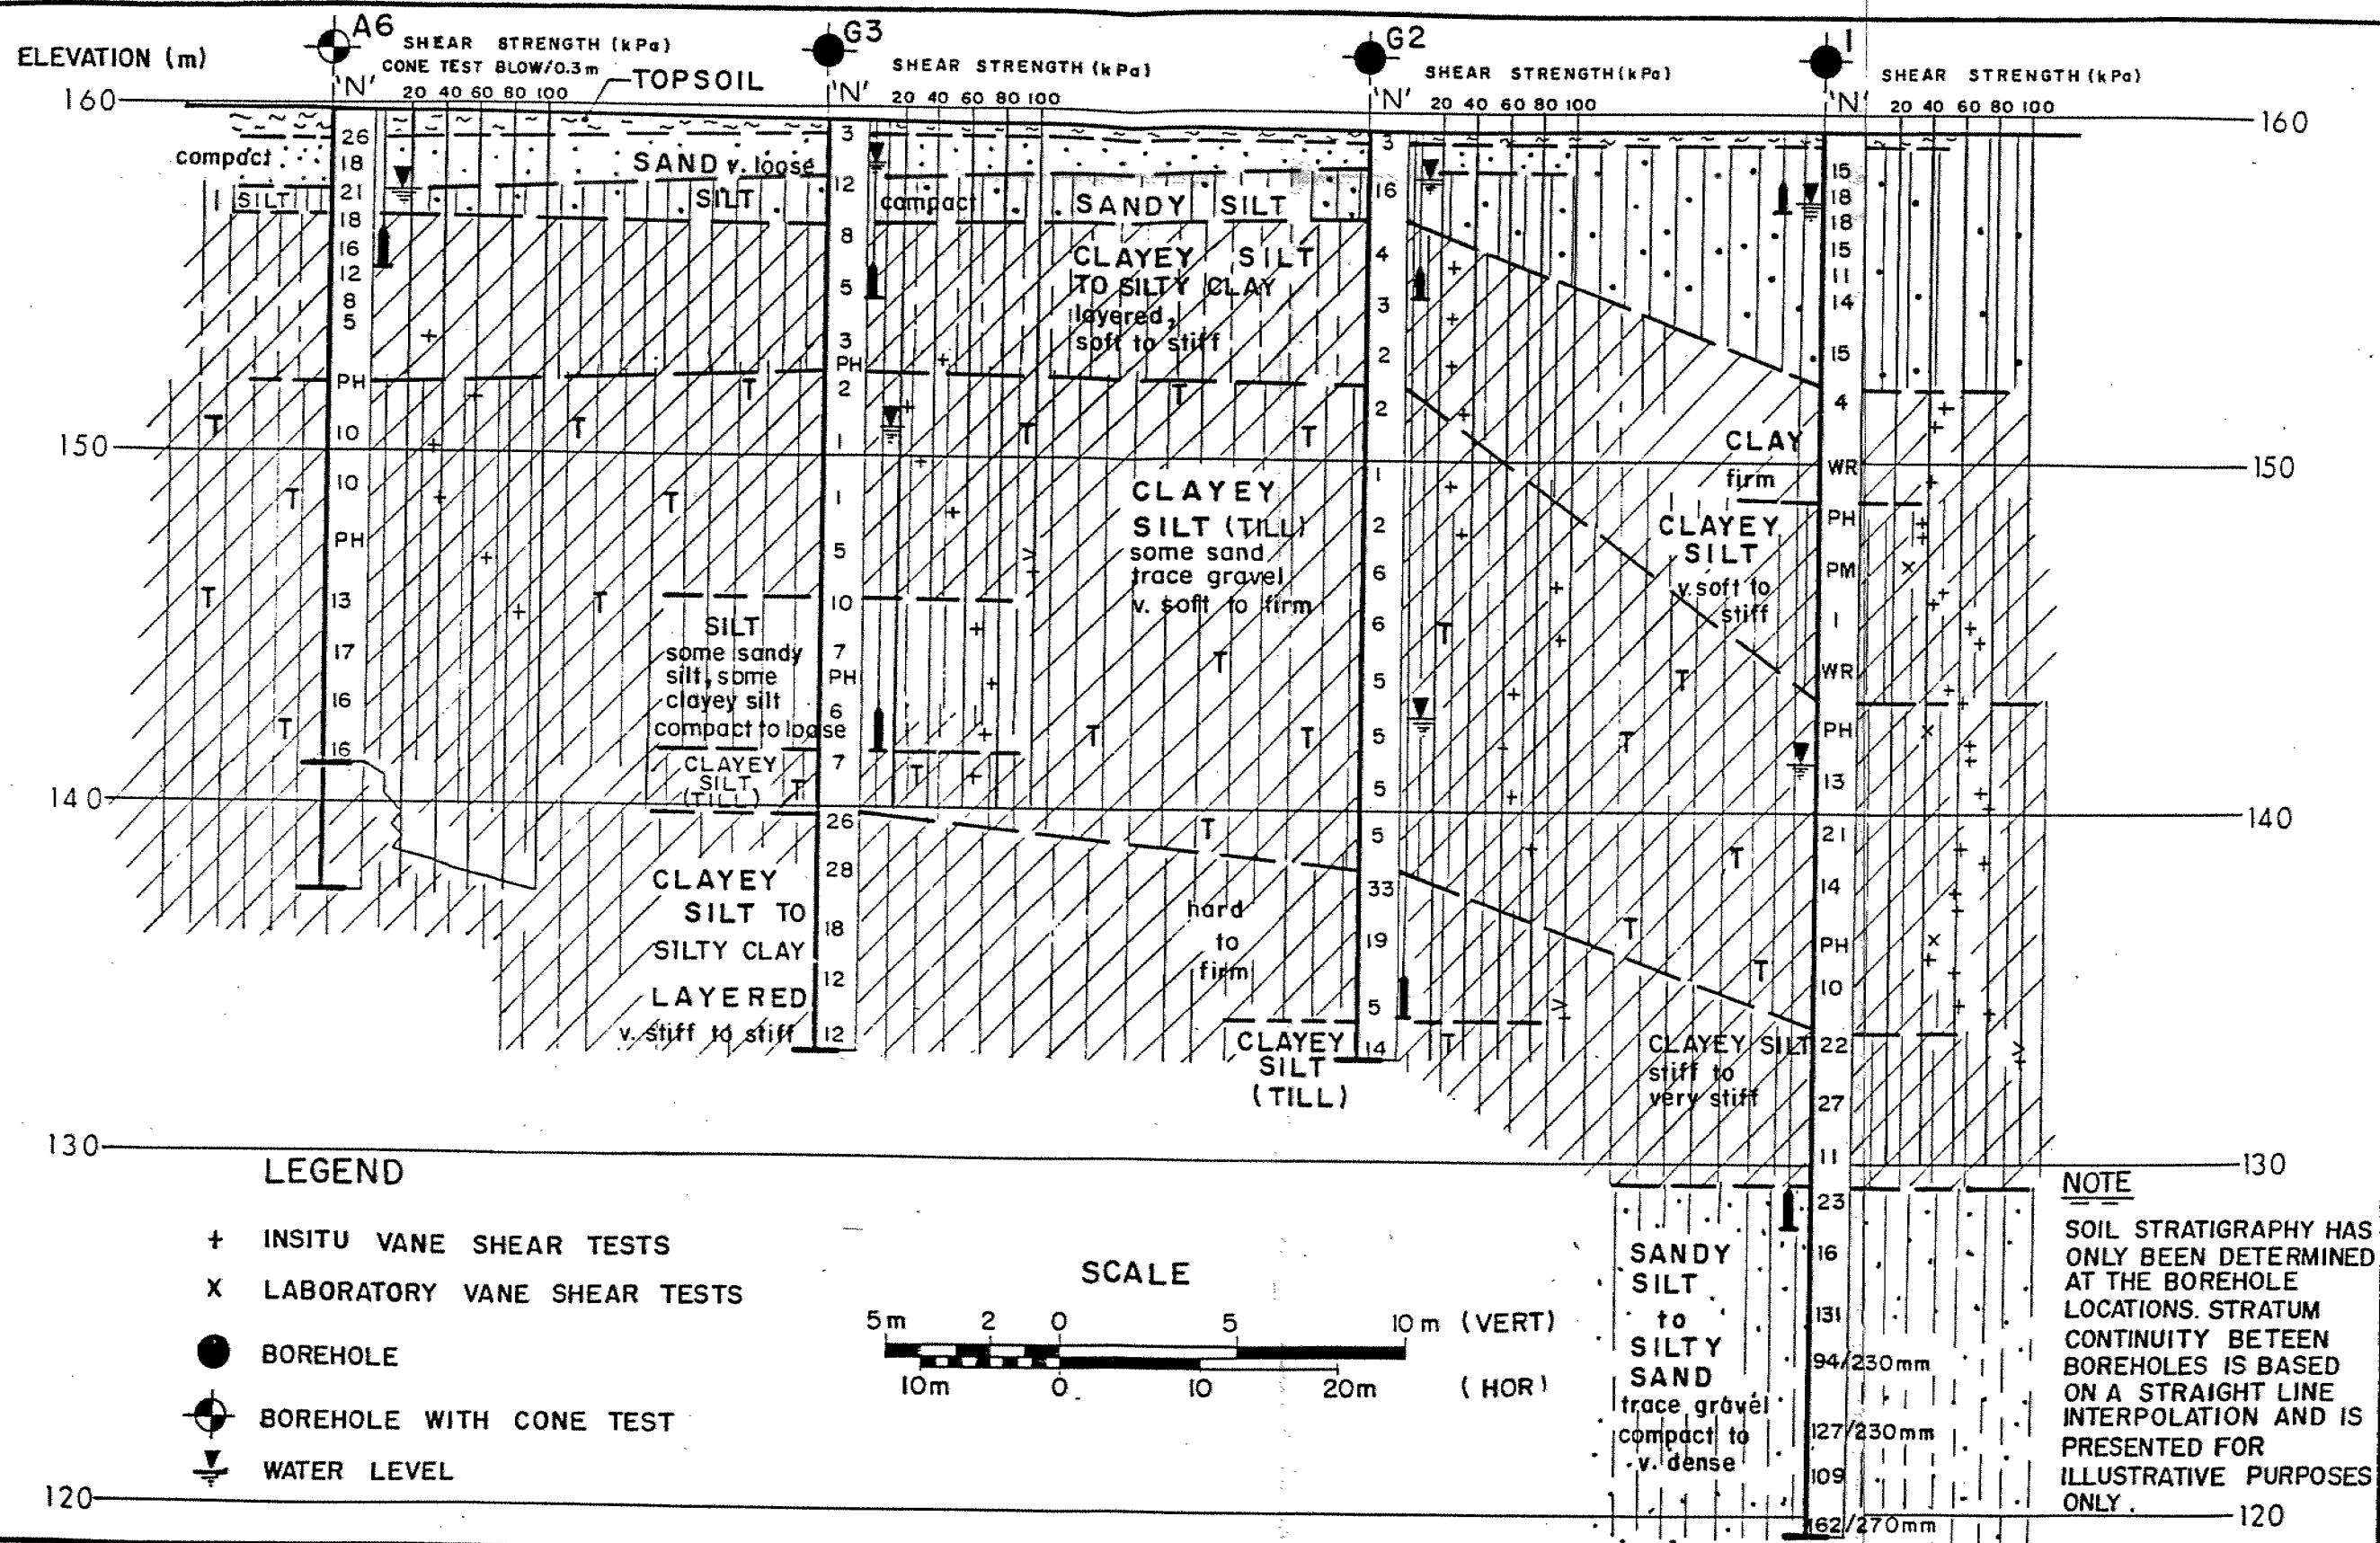 A6
G3
G2
1
ELEVATION (m)
SHEAR STRENGTH (kPa)
CONE TEST BLOW/0.3m
TOPSOIL
SHEAR STRENGTH (kPa)
SHEAR STRENGTH (kPa)
SHEAR STRENGTH (kPa)
'N' 20 40 60 80 100
'N' 20 40 60 80 100
'N' 20 40 60 80 100
'N' 20 40 60 80 100
160
160
150
150
140
140
130
130
120
120
26
18
21
18
16
12
8
5
PH
10
10
PH
13
17
16
16
3
12
8
5
3
PH
2
1
1
5
10
7
PH
6
7
26
28
18
12
12
3
16
4
3
2
2
1
2
6
6
5
5
5
5
33
19
5
14
15
18
18
15
11
14
15
4
WR
PH
PM
1
WR
PH
13
21
14
PH
10
22
27
11
23
16
131
94/230mm
127/230mm
109
62/270mm
compact
SILT
SAND v. loose
SILT
compact
SANDY SILT
CLAYEY SILT
TO SILTY CLAY
layered,
soft to stiff
CLAYEY
SILT (TILL)
some sand
trace gravel
v. soft to firm
SILT
some sandy
silt, some
clayey silt
compact to loose
CLAYEY
SILT
(TILL)
CLAYEY
SILT TO
SILTY CLAY
LAYERED
v. stiff to stiff
hard
to
firm
CLAYEY
SILT
(TILL)
CLAY
firm
CLAYEY
SILT
v. soft to
stiff
CLAYEY SILT
stiff to
very stiff
SANDY
SILT
to
SILTY
SAND
trace gravel
compact to
v. dense
T T T T T T T T T T T T T T T T T T T T T T T T T T T T
LEGEND
+ INSITU VANE SHEAR TESTS
X LABORATORY VANE SHEAR TESTS
BOREHOLE
BOREHOLE WITH CONE TEST
WATER LEVEL
SCALE
5m 2 0 5 10m (VERT)
10m 0 10 20m (HOR)
NOTE
SOIL STRATIGRAPHY HAS
ONLY BEEN DETERMINED
AT THE BOREHOLE
LOCATIONS. STRATUM
CONTINUITY BETEEN
BOREHOLES IS BASED
ON A STRAIGHT LINE
INTERPOLATION AND IS
PRESENTED FOR
ILLUSTRATIVE PURPOSES
ONLY.